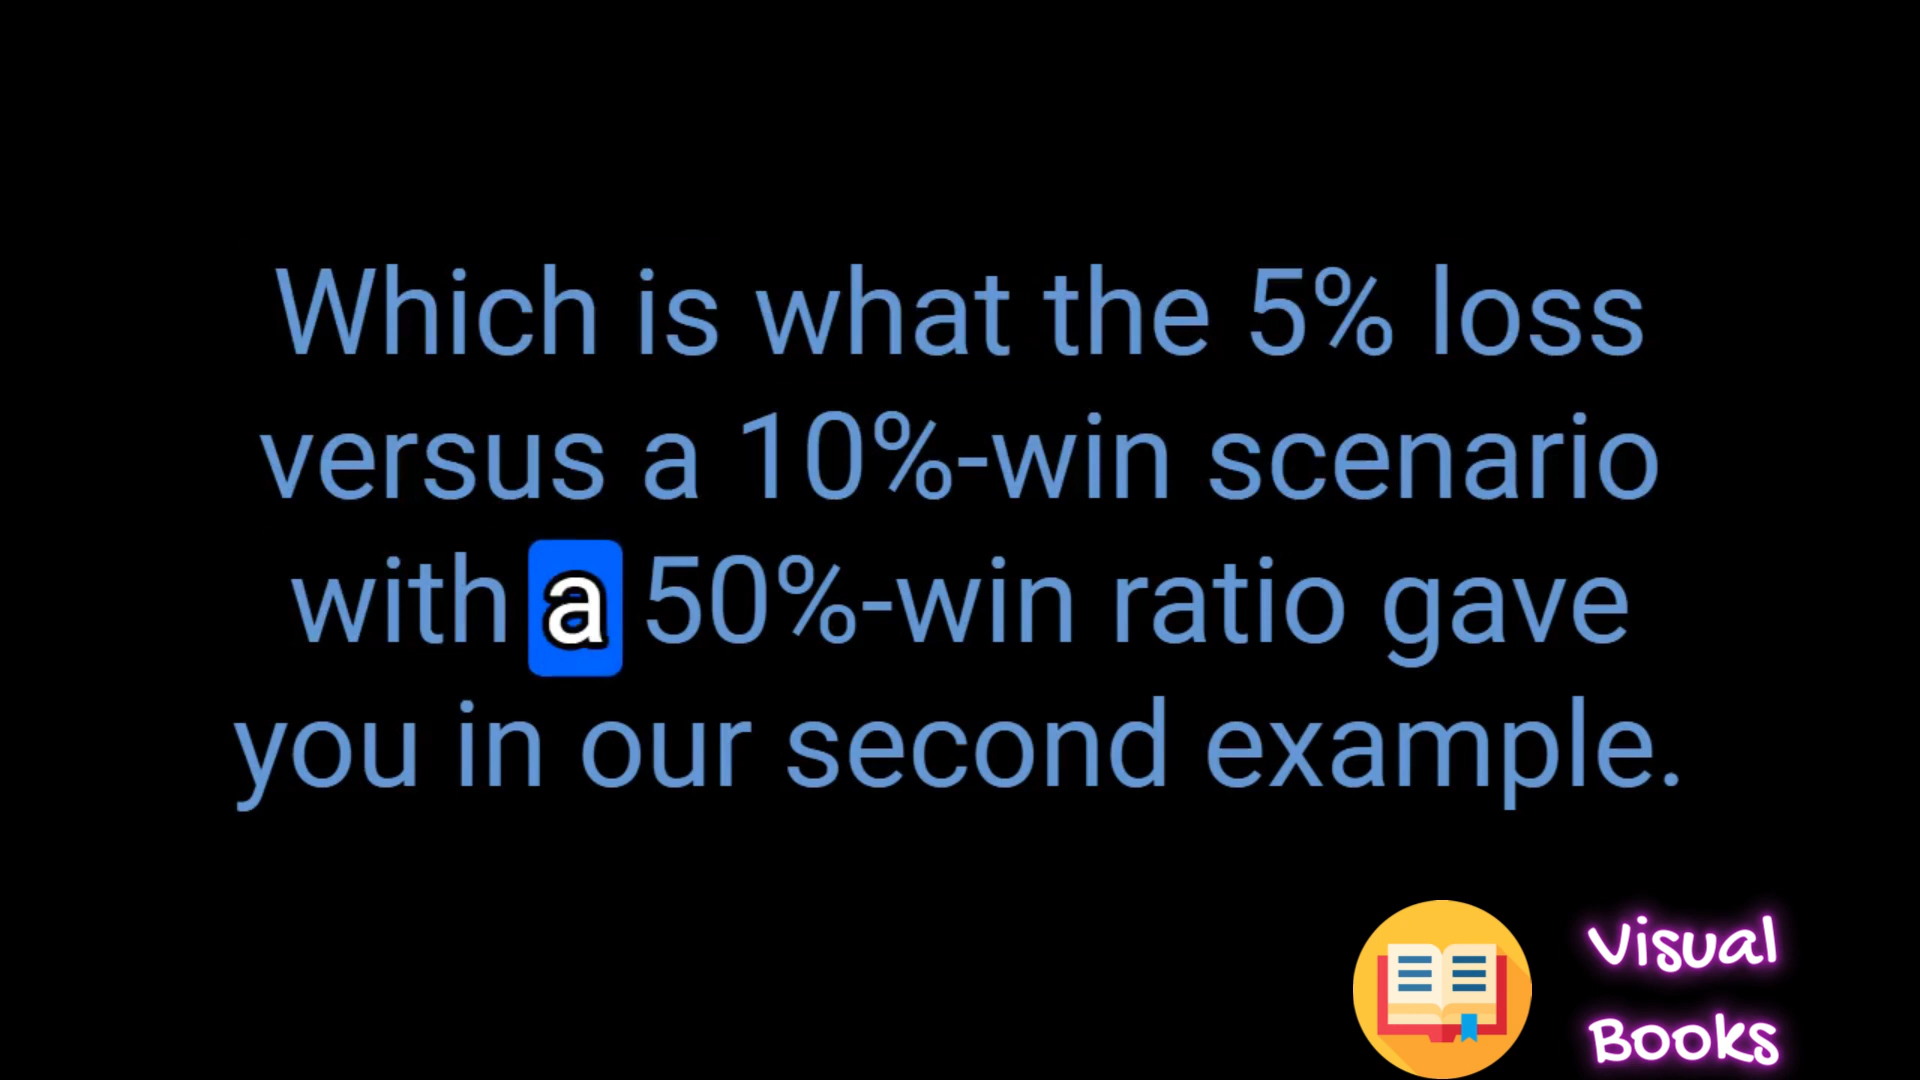 Which is what the 5% loss
versus a 10%-win scenario
with a 50%-win ratio gave
you in our second example.
Visual
Books